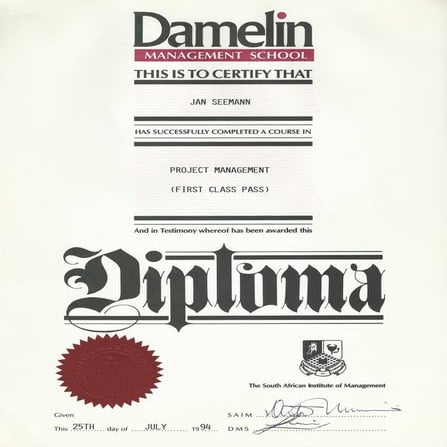 Damelin
MANAGEMENT SCHOOL
THIS IS TO CERTIFY THAT
JAN SEEMANN
HAS SUCCESSFULLY COMPLETED A COURSE IN
PROJECT MANAGEMENT
(FIRST CLASS PASS)
And in Testimony whereof has been awarded this
Diploma
The South African Institute of Management
Given
SAIM
This 25TH day of JULY 1994
DMS